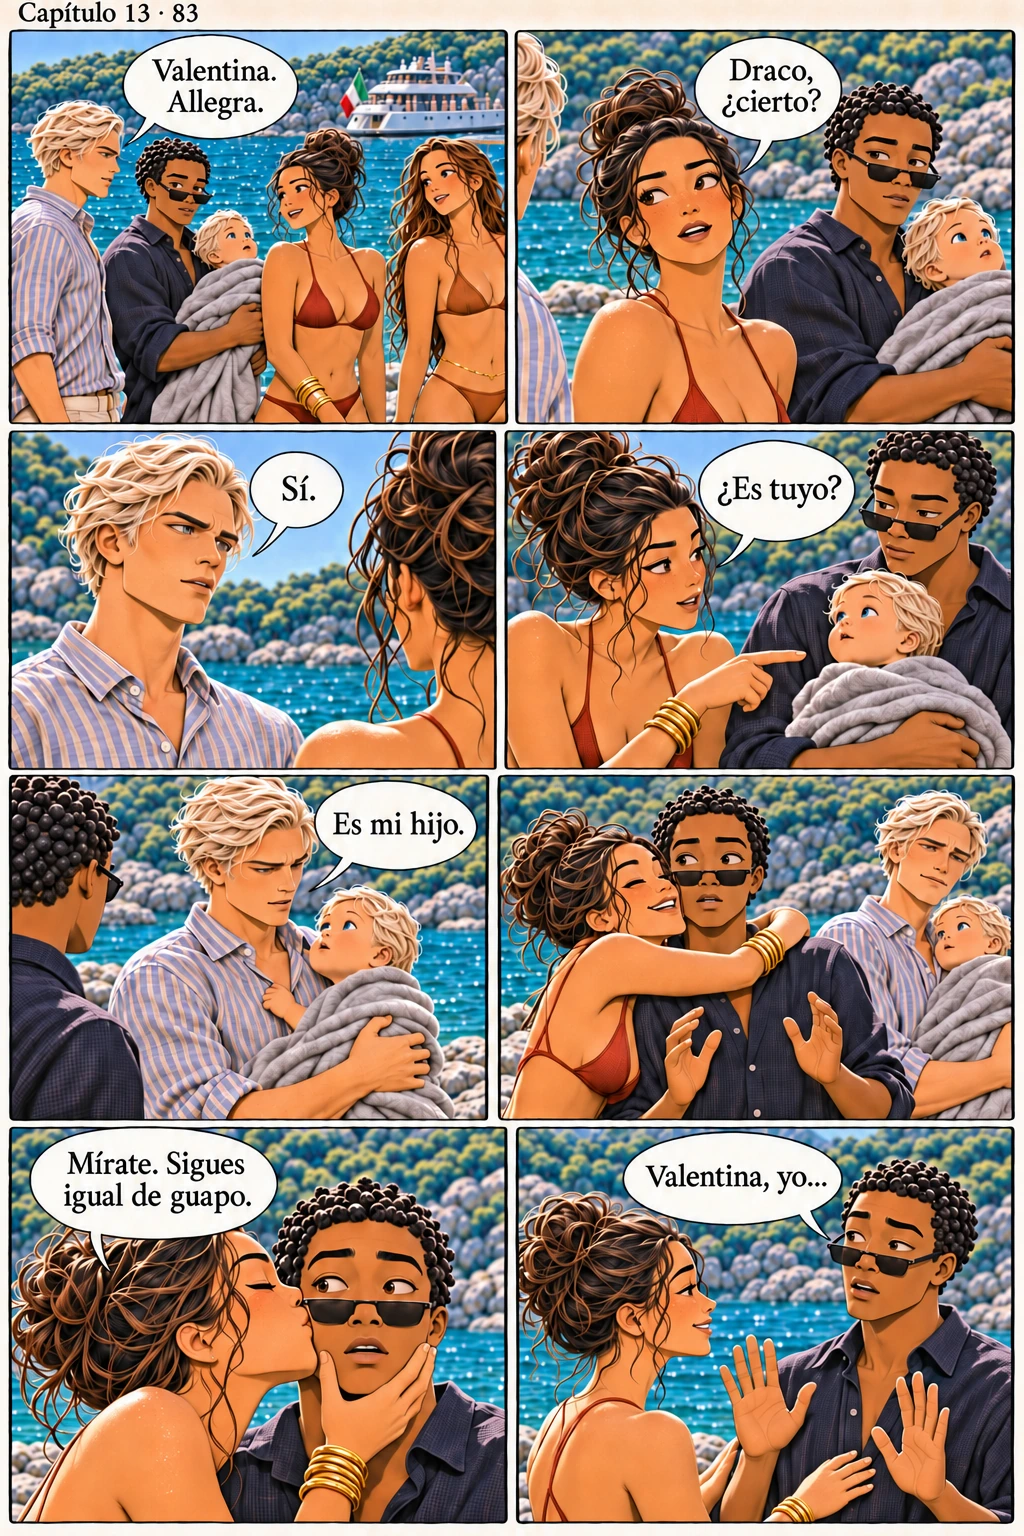 Capítulo 13 · 83
Valentina.
Allegra.
Draco,
¿cierto?
Sí.
¿Es tuyo?
Es mi hijo.
Mírate. Sigues
igual de guapo.
Valentina, yo...